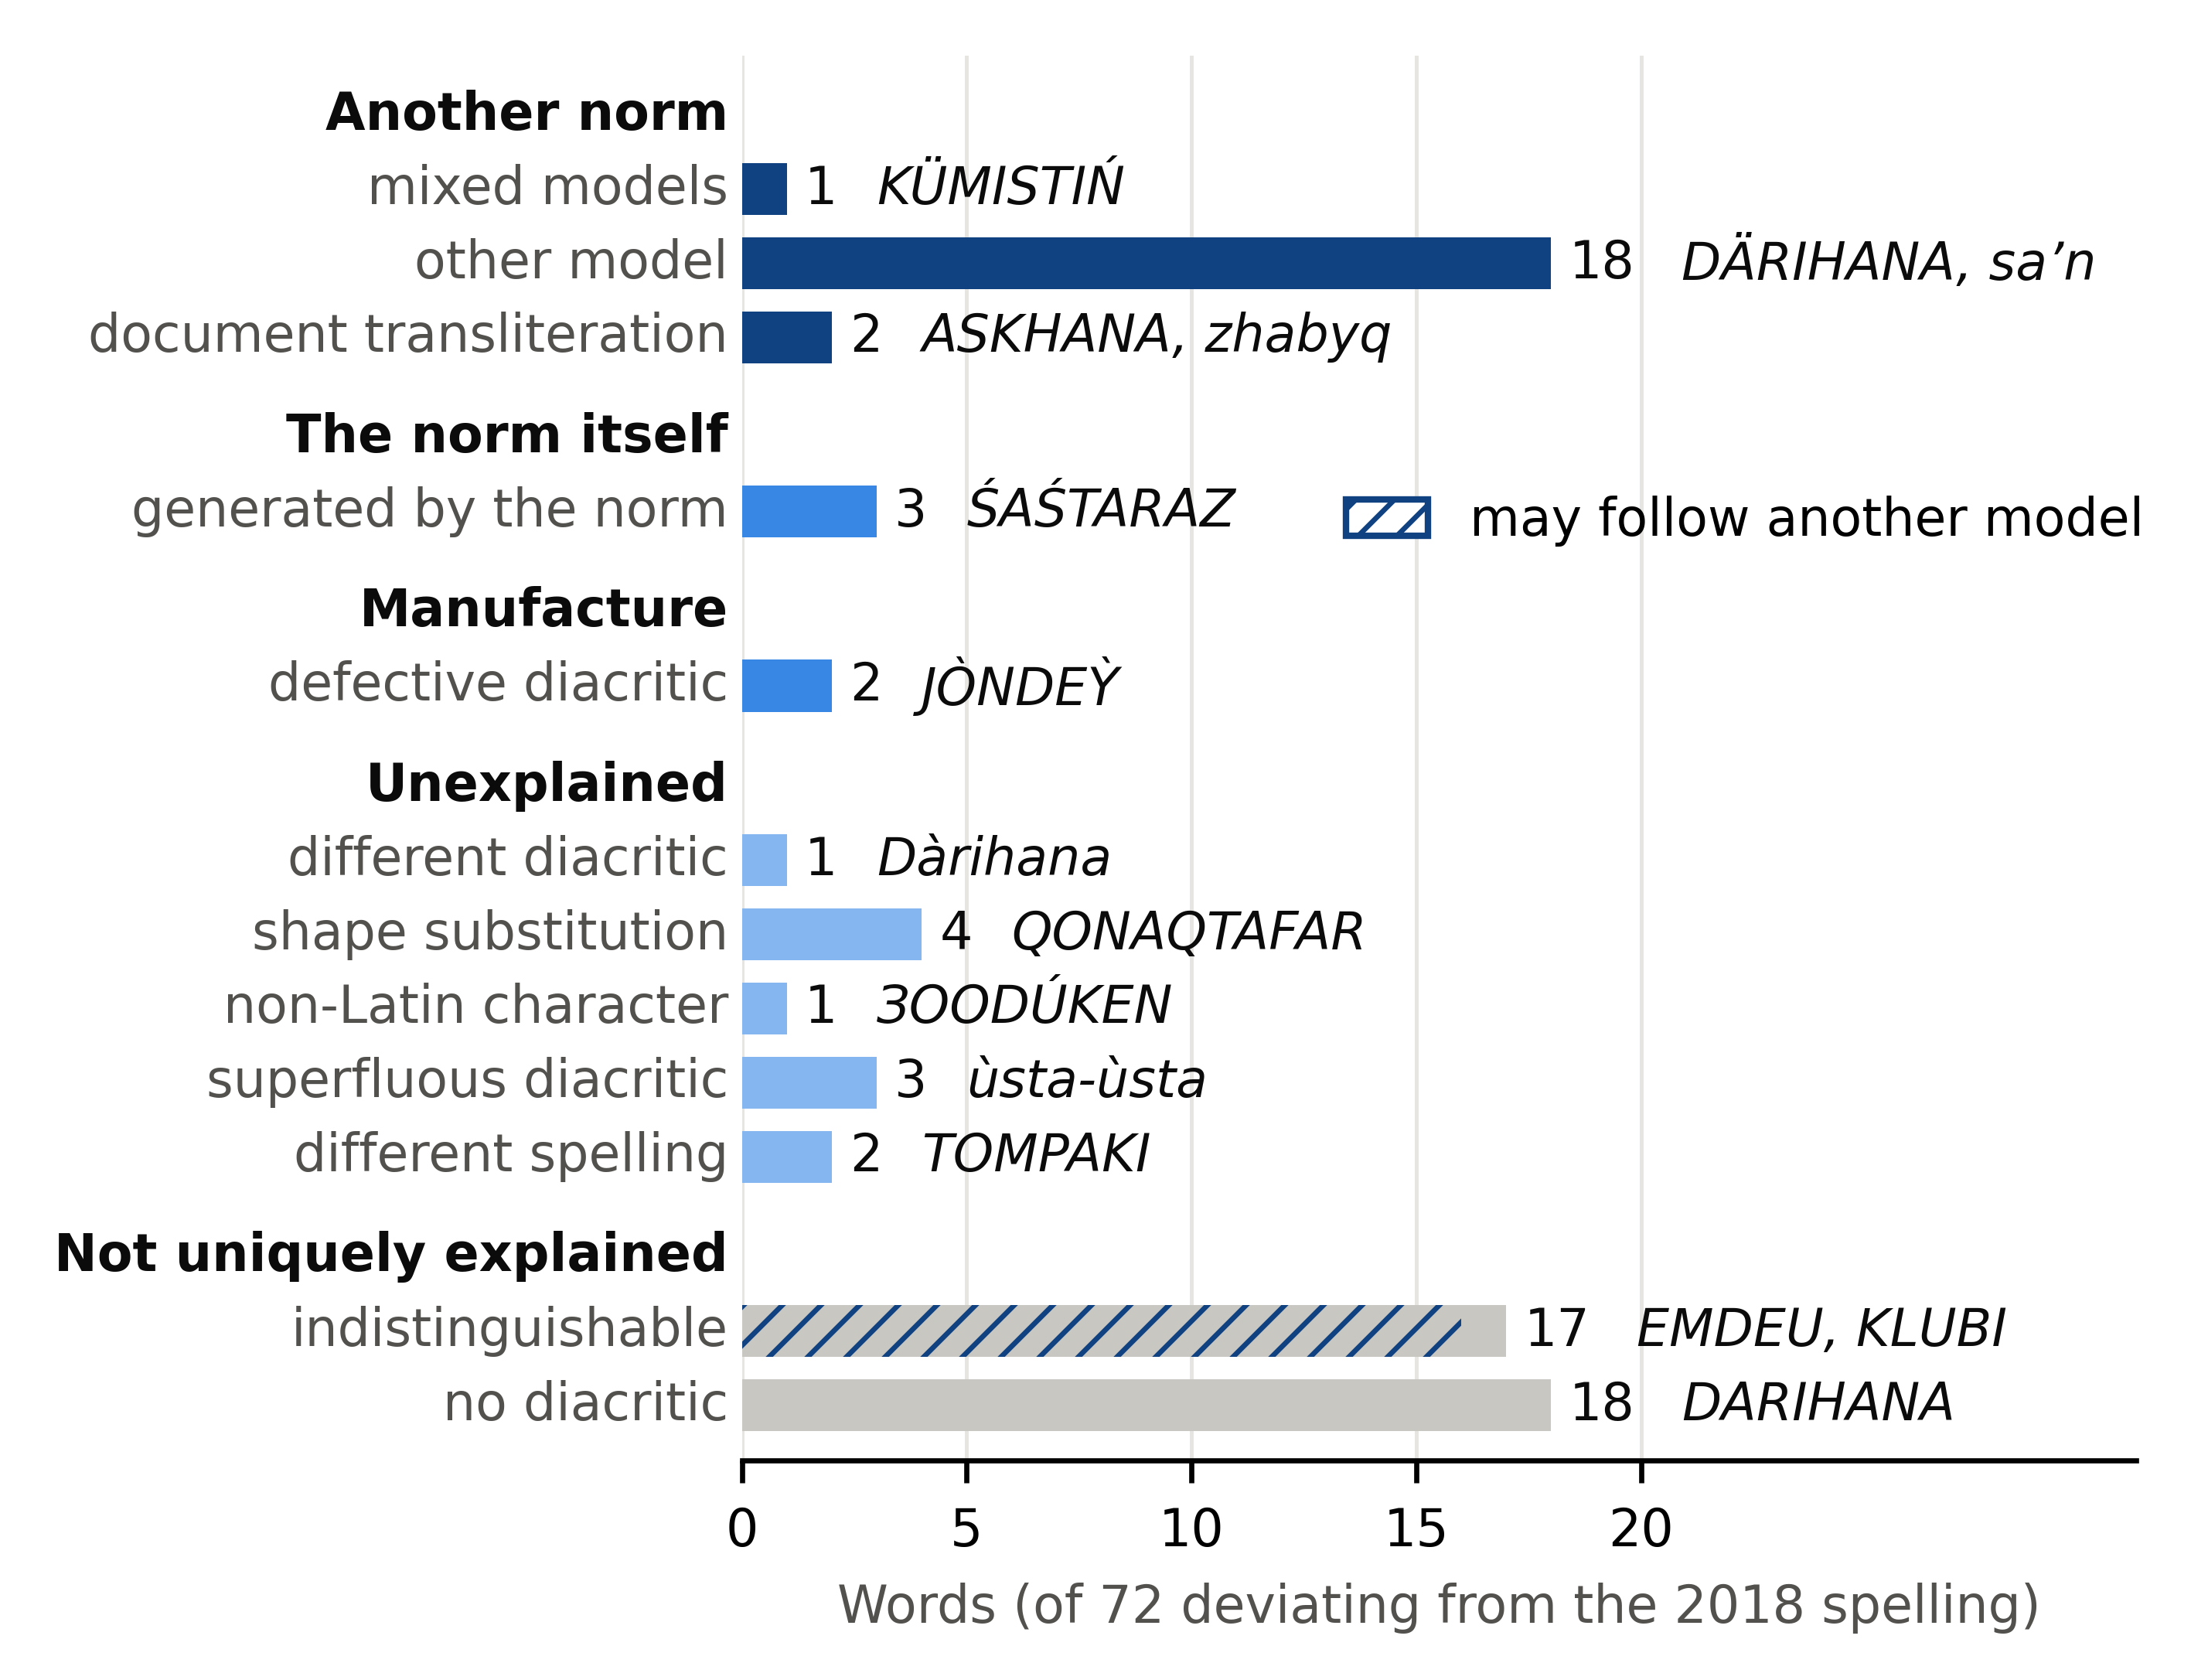 Another norm
mixed models 1 KÜMISTIŃ
other model 18 DÄRIHANA, sa’n
document transliteration 2 ASKHANA, zhabyq
The norm itself
generated by the norm 3 ŚAŚTARAZ
may follow another model
Manufacture
defective diacritic 2 JÒNDEỲ
Unexplained
different diacritic 1 Dàrihana
shape substitution 4 QONAQTAFAR
non-Latin character 1 ЗOODÚKEN
superfluous diacritic 3 ùsta-ùsta
different spelling 2 TOMPAKI
Not uniquely explained
indistinguishable 17 EMDEU, KLUBI
no diacritic 18 DARIHANA
0 5 10 15 20
Words (of 72 deviating from the 2018 spelling)